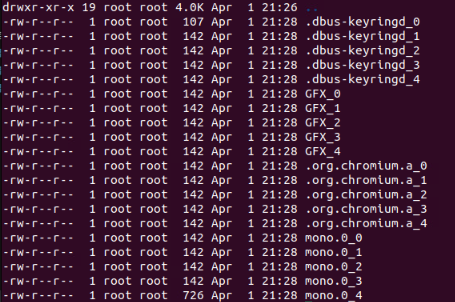 drwxr-xr-x 19 root root 4.0K Apr  1 21:26 ..
-rw-r--r--  1 root root  107 Apr  1 21:28 .dbus-keyringd_0
-rw-r--r--  1 root root  142 Apr  1 21:28 .dbus-keyringd_1
-rw-r--r--  1 root root  142 Apr  1 21:28 .dbus-keyringd_2
-rw-r--r--  1 root root  142 Apr  1 21:28 .dbus-keyringd_3
-rw-r--r--  1 root root  142 Apr  1 21:28 .dbus-keyringd_4
-rw-r--r--  1 root root  142 Apr  1 21:28 GFX_0
-rw-r--r--  1 root root  142 Apr  1 21:28 GFX_1
-rw-r--r--  1 root root  142 Apr  1 21:28 GFX_2
-rw-r--r--  1 root root  142 Apr  1 21:28 GFX_3
-rw-r--r--  1 root root  142 Apr  1 21:28 GFX_4
-rw-r--r--  1 root root  142 Apr  1 21:28 .org.chromium.a_0
-rw-r--r--  1 root root  142 Apr  1 21:28 .org.chromium.a_1
-rw-r--r--  1 root root  142 Apr  1 21:28 .org.chromium.a_2
-rw-r--r--  1 root root  142 Apr  1 21:28 .org.chromium.a_3
-rw-r--r--  1 root root  142 Apr  1 21:28 .org.chromium.a_4
-rw-r--r--  1 root root  142 Apr  1 21:28 mono.0_0
-rw-r--r--  1 root root  142 Apr  1 21:28 mono.0_1
-rw-r--r--  1 root root  142 Apr  1 21:28 mono.0_2
-rw-r--r--  1 root root  142 Apr  1 21:28 mono.0_3
-rw-r--r--  1 root root  726 Apr  1 21:28 mono.0_4